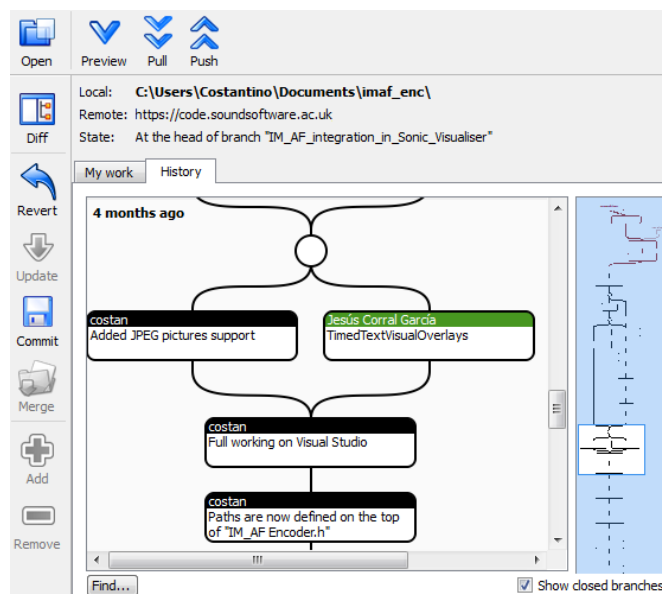 Open
Preview
Pull
Push
Local: C:\Users\Costantino\Documents\imaf_enc\
Remote: https://code.soundsoftware.ac.uk
State: At the head of branch "IM_AF_integration_in_Sonic_Visualiser"
Diff
My work
History
Revert
Update
Commit
Merge
Add
Remove
4 months ago
costan
Added JPEG pictures support
Jesús Corral García
TimedTextVisualOverlays
costan
Full working on Visual Studio
costan
Paths are now defined on the top
of "IM_AF Encoder.h"
Find...
Show closed branches